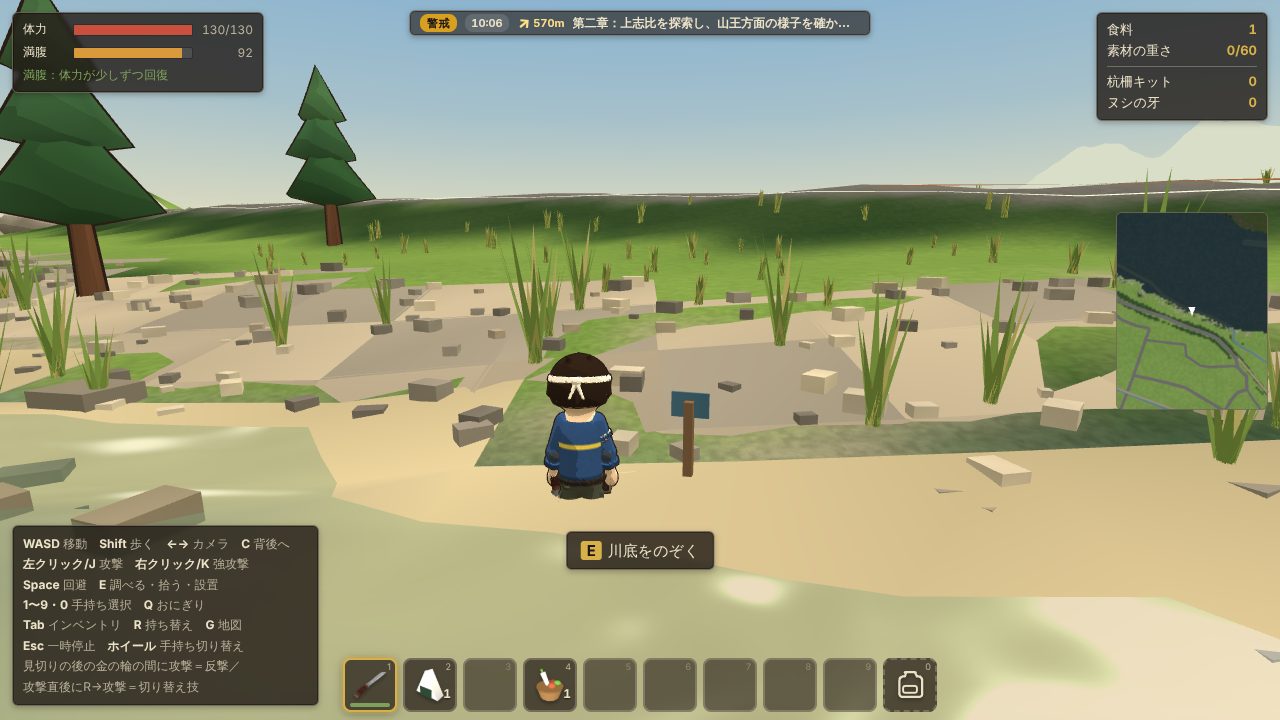 体力 130/130
満腹 92
満腹：体力が少しずつ回復
警戒 10:06 570m 第二章：上志比を探索し、山王方面の様子を確か…
食料 1
素材の重さ 0/60
杭柵キット 0
ヌシの牙 0
E 川底をのぞく
WASD 移動 Shift 歩く ←→ カメラ C 背後へ
左クリック/J 攻撃 右クリック/K 強攻撃
Space 回避 E 調べる・拾う・設置
1〜9・0 手持ち選択 Q おにぎり
Tab インベントリ R 持ち替え G 地図
Esc 一時停止 ホイール 手持ち切り替え
見切りの後の金の輪の間に攻撃＝反撃／
攻撃直後にR→攻撃＝切り替え技
1 2 3 4 5 6 7 8 9 0
1 1